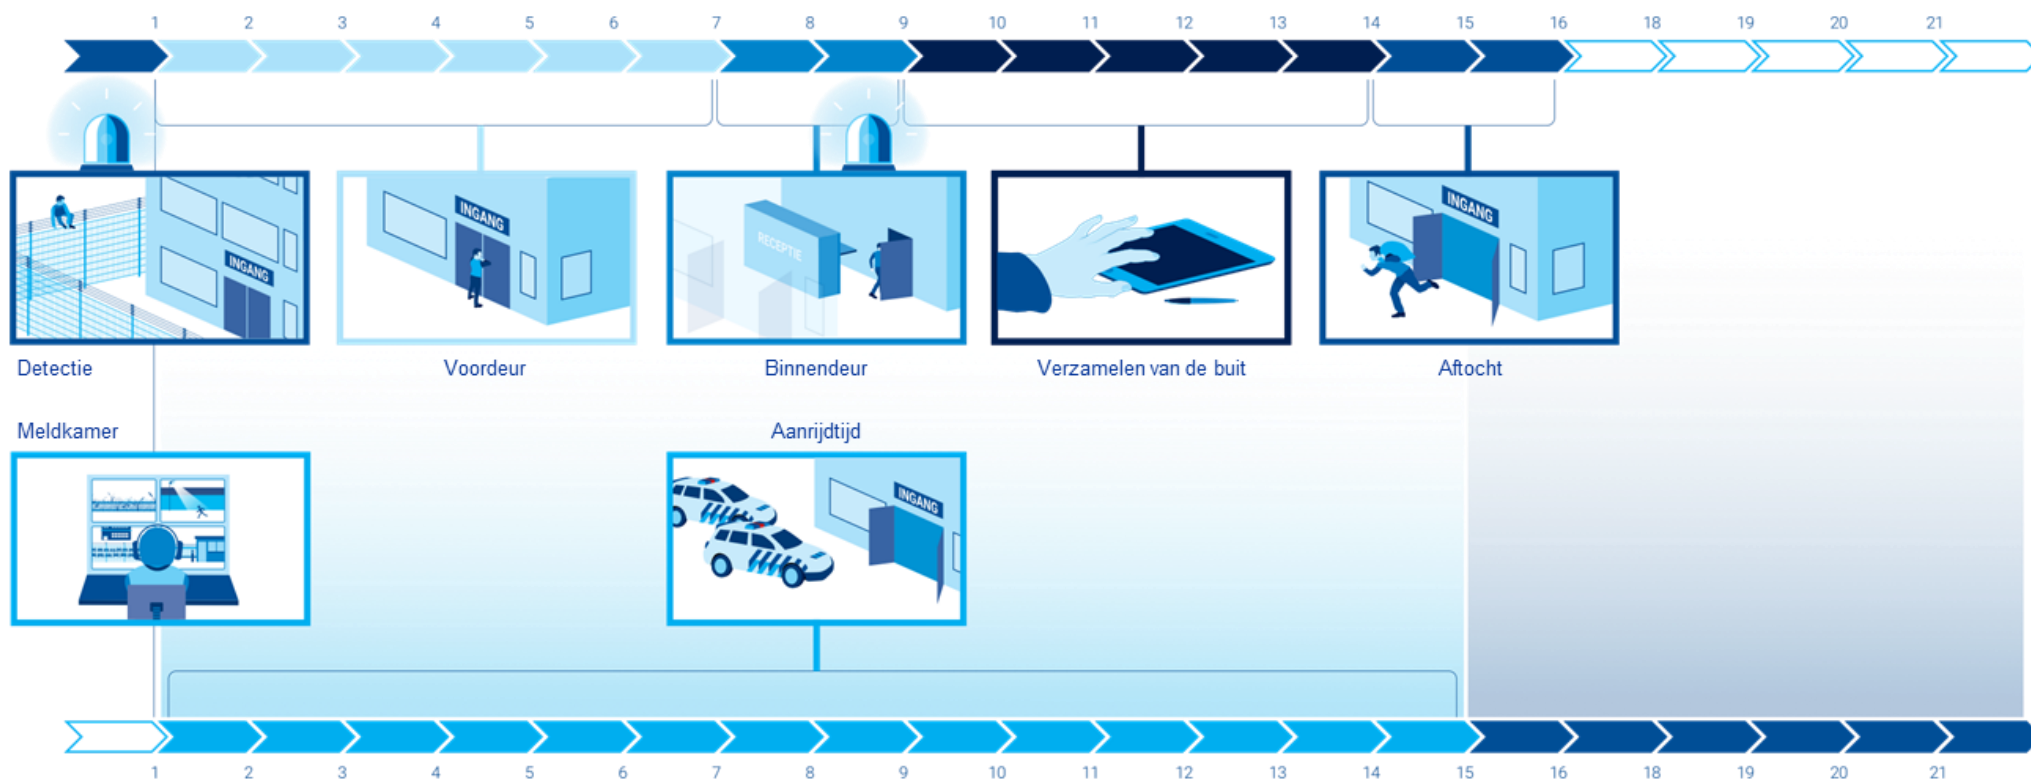 1 2 3 4 5 6 7 8 9 10 11 12 13 14 15 16 18 19 20 21
INGANG
INGANG
RECEPTIE
INGANG
Detectie
Voordeur
Binnendeur
Verzamelen van de buit
Aftocht
Meldkamer
Aanrijdtijd
INGANG
1 2 3 4 5 6 7 8 9 10 11 12 13 14 15 16 18 19 20 21